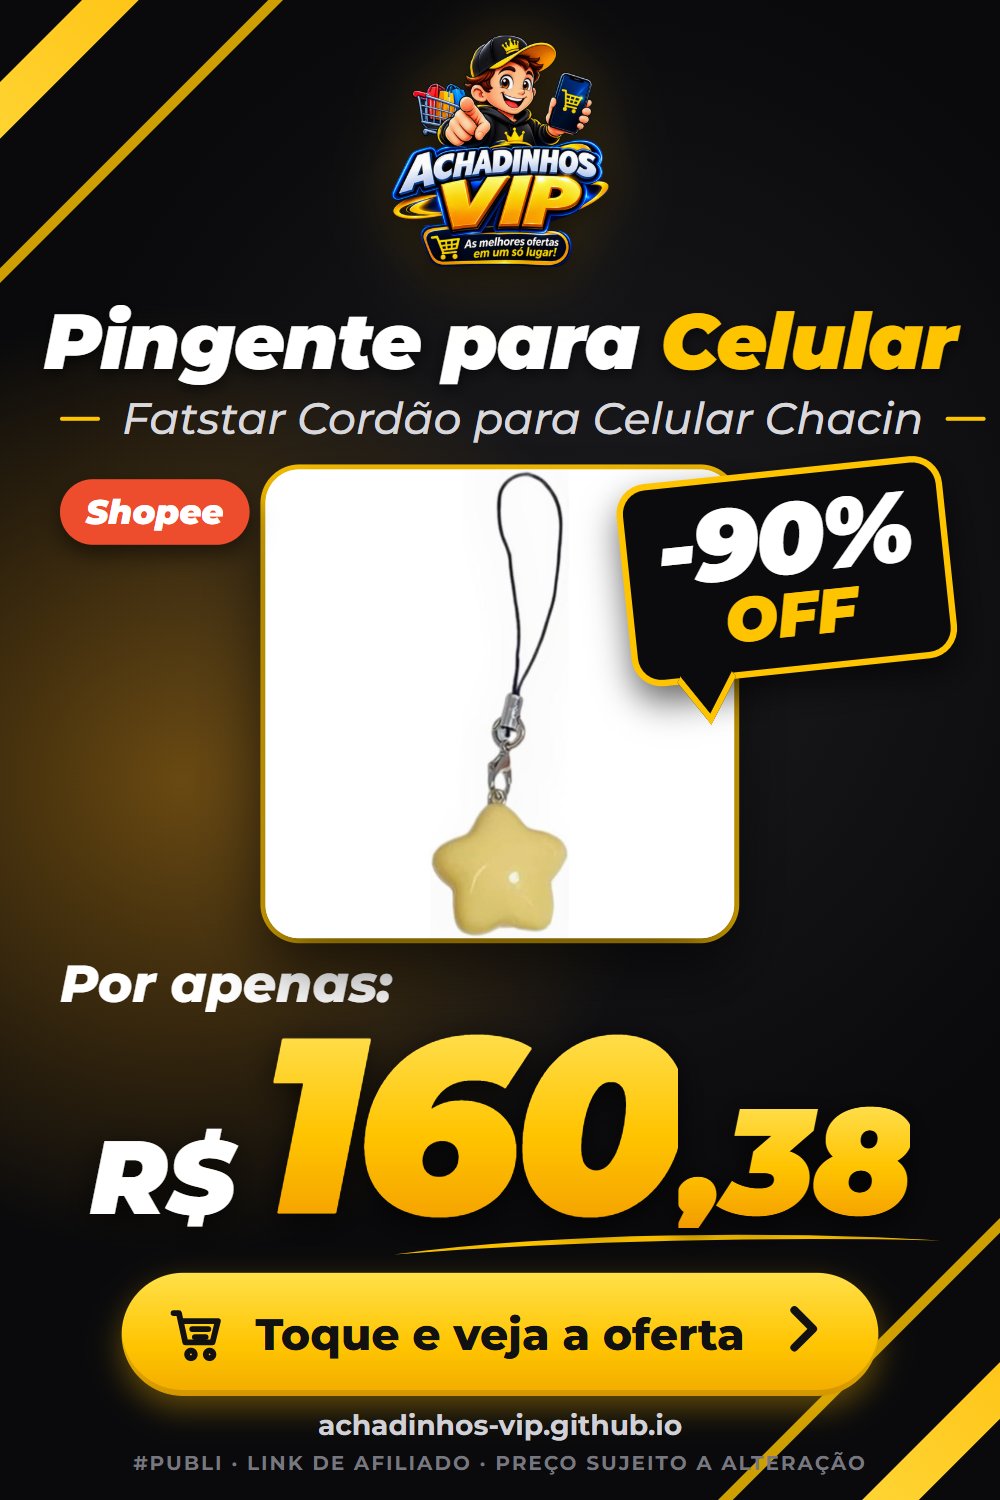 ACHADINHOS
VIP
As melhores ofertas
em um só lugar!
Pingente para Celular
Fatstar Cordão para Celular Chacin
Shopee
-90%
OFF
Por apenas:
R$ 160,38
Toque e veja a oferta
achadinhos-vip.github.io
#PUBLI · LINK DE AFILIADO · PREÇO SUJEITO A ALTERAÇÃO